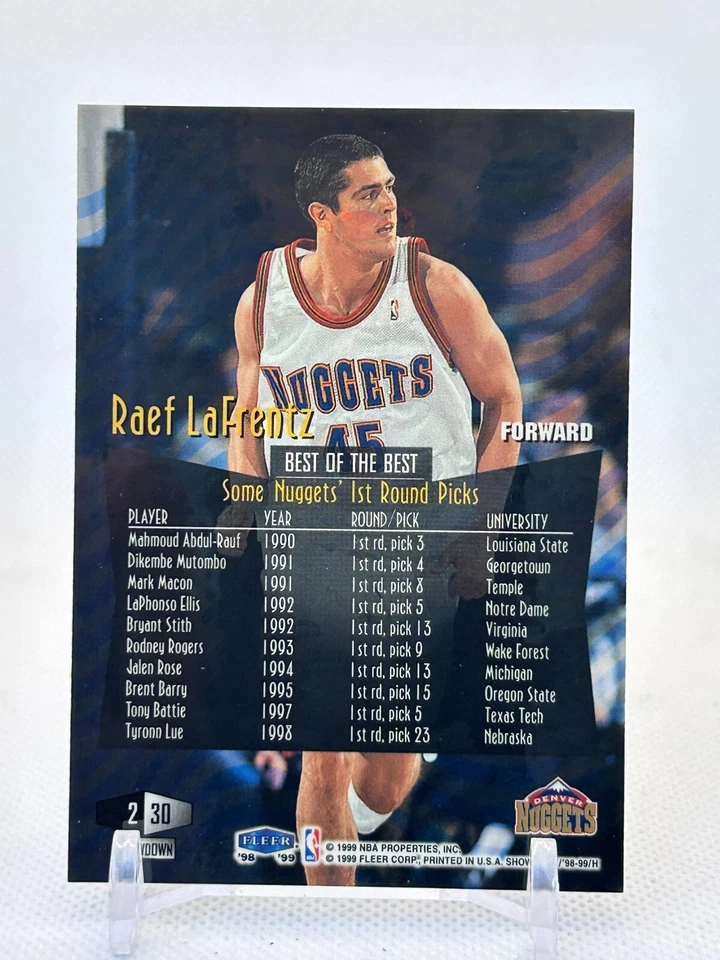 NUGGETS
45
Raef LaFrentz
FORWARD
BEST OF THE BEST
Some Nuggets' 1st Round Picks
PLAYER YEAR ROUND/PICK UNIVERSITY
Mahmoud Abdul-Rauf 1990 1st rd, pick 3 Louisiana State
Dikembe Mutombo 1991 1st rd, pick 4 Georgetown
Mark Macon 1991 1st rd, pick 8 Temple
LaPhonso Ellis 1992 1st rd, pick 5 Notre Dame
Bryant Stith 1992 1st rd, pick 13 Virginia
Rodney Rogers 1993 1st rd, pick 9 Wake Forest
Jalen Rose 1994 1st rd, pick 13 Michigan
Brent Barry 1995 1st rd, pick 15 Oregon State
Tony Battie 1997 1st rd, pick 5 Texas Tech
Tyronn Lue 1998 1st rd, pick 23 Nebraska
2 30
WDOWN
FLEER
'98 '99
© 1999 NBA PROPERTIES, INC.
© 1999 FLEER CORP., PRINTED IN U.S.A. SHOW /'98-99/H
DENVER
NUGGETS